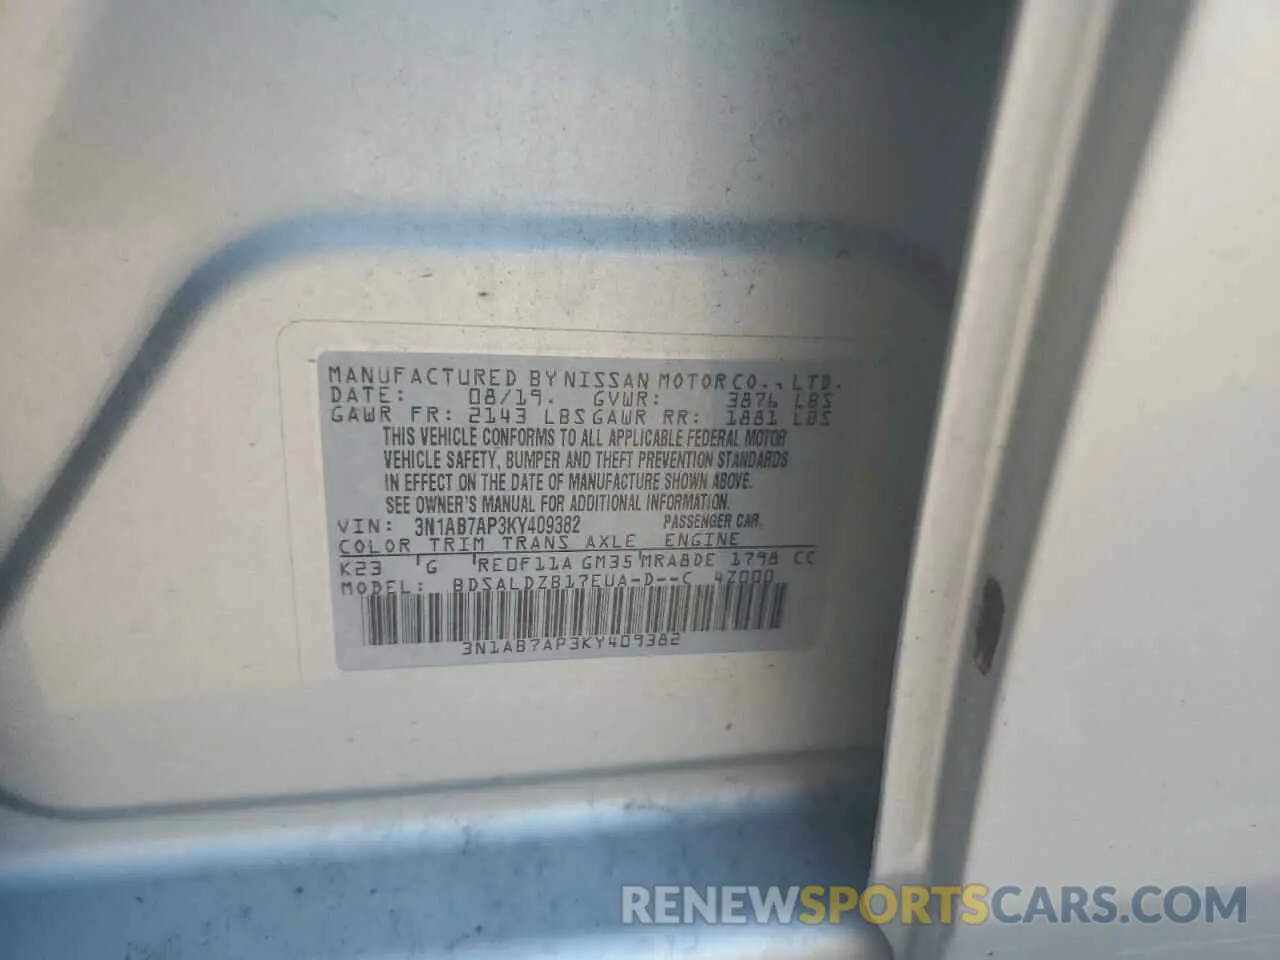 MANUFACTURED BY NISSAN MOTOR CO., LTD.
DATE: 08/19. GVWR: 3876 LBS
GAWR FR: 2143 LBS GAWR RR: 1881 LBS
THIS VEHICLE CONFORMS TO ALL APPLICABLE FEDERAL MOTOR
VEHICLE SAFETY, BUMPER AND THEFT PREVENTION STANDARDS
IN EFFECT ON THE DATE OF MANUFACTURE SHOWN ABOVE.
SEE OWNER'S MANUAL FOR ADDITIONAL INFORMATION.
VIN: 3N1AB7AP3KY409382 PASSENGER CAR.
COLOR TRIM TRANS AXLE ENGINE
K23 'G 'RE0F11A GM35'MRA8DE 1798 CC
MODEL: BDSALDZB17EUA-D--C 4Z000
3N1AB7AP3KY409382
RENEWSPORTSCARS.COM